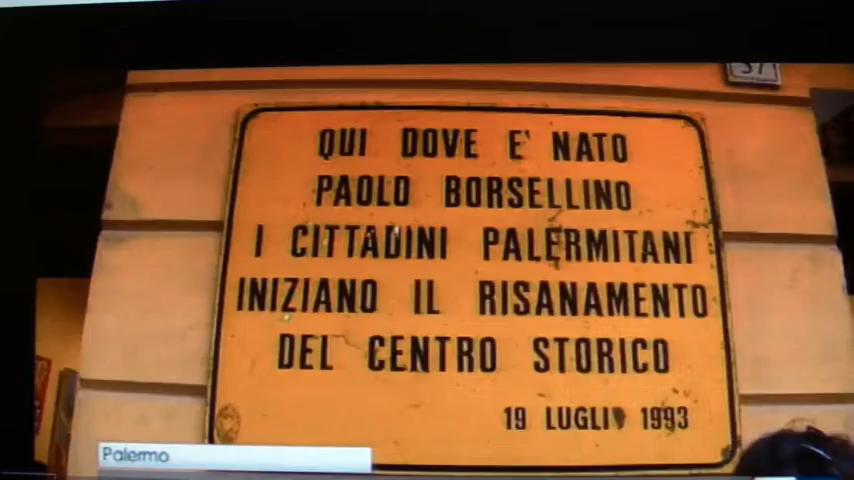 QUI DOVE E' NATO
PAOLO BORSELLINO
I CITTADINI PALERMITANI
INIZIANO IL RISANAMENTO
DEL CENTRO STORICO
19 LUGLIO 1993
Palermo